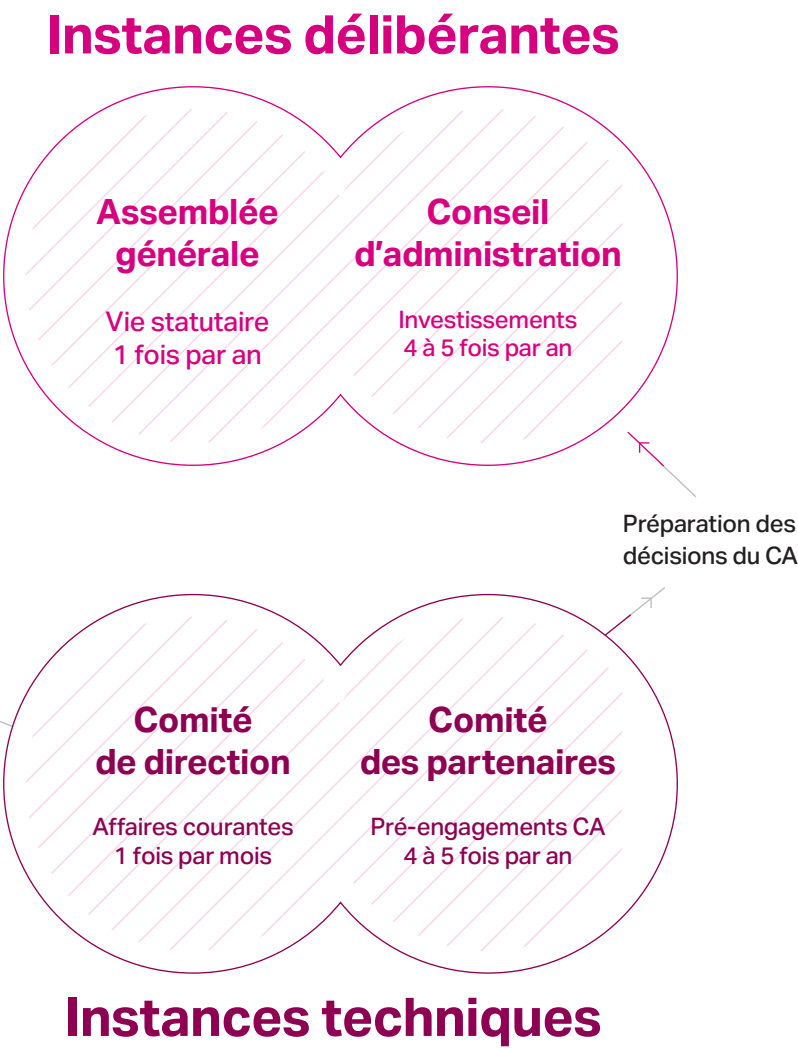 Instances délibérantes
Assemblée
générale
Vie statutaire
1 fois par an
Conseil
d'administration
Investissements
4 à 5 fois par an
Préparation des
décisions du CA
Comité
de direction
Affaires courantes
1 fois par mois
Comité
des partenaires
Pré-engagements CA
4 à 5 fois par an
Instances techniques